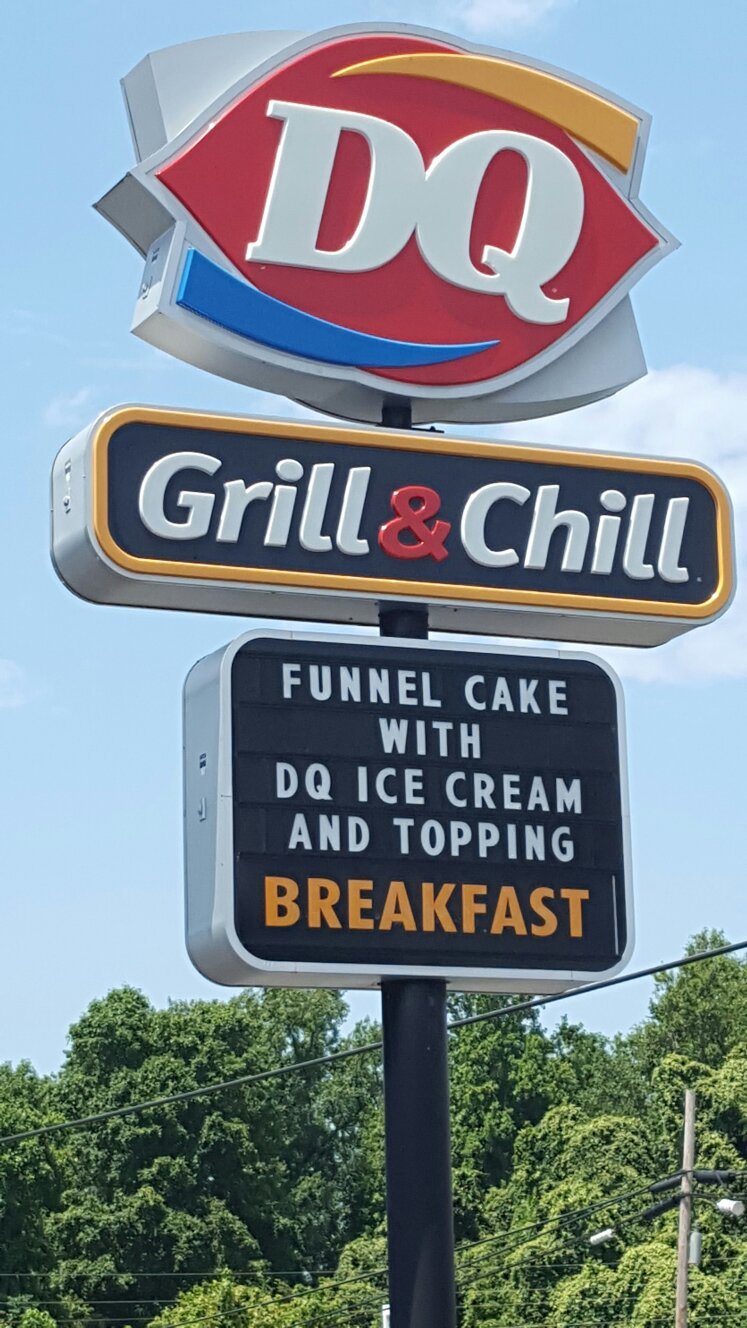 DQ
Grill & Chill
FUNNEL CAKE
WITH
DQ ICE CREAM
AND TOPPING
BREAKFAST